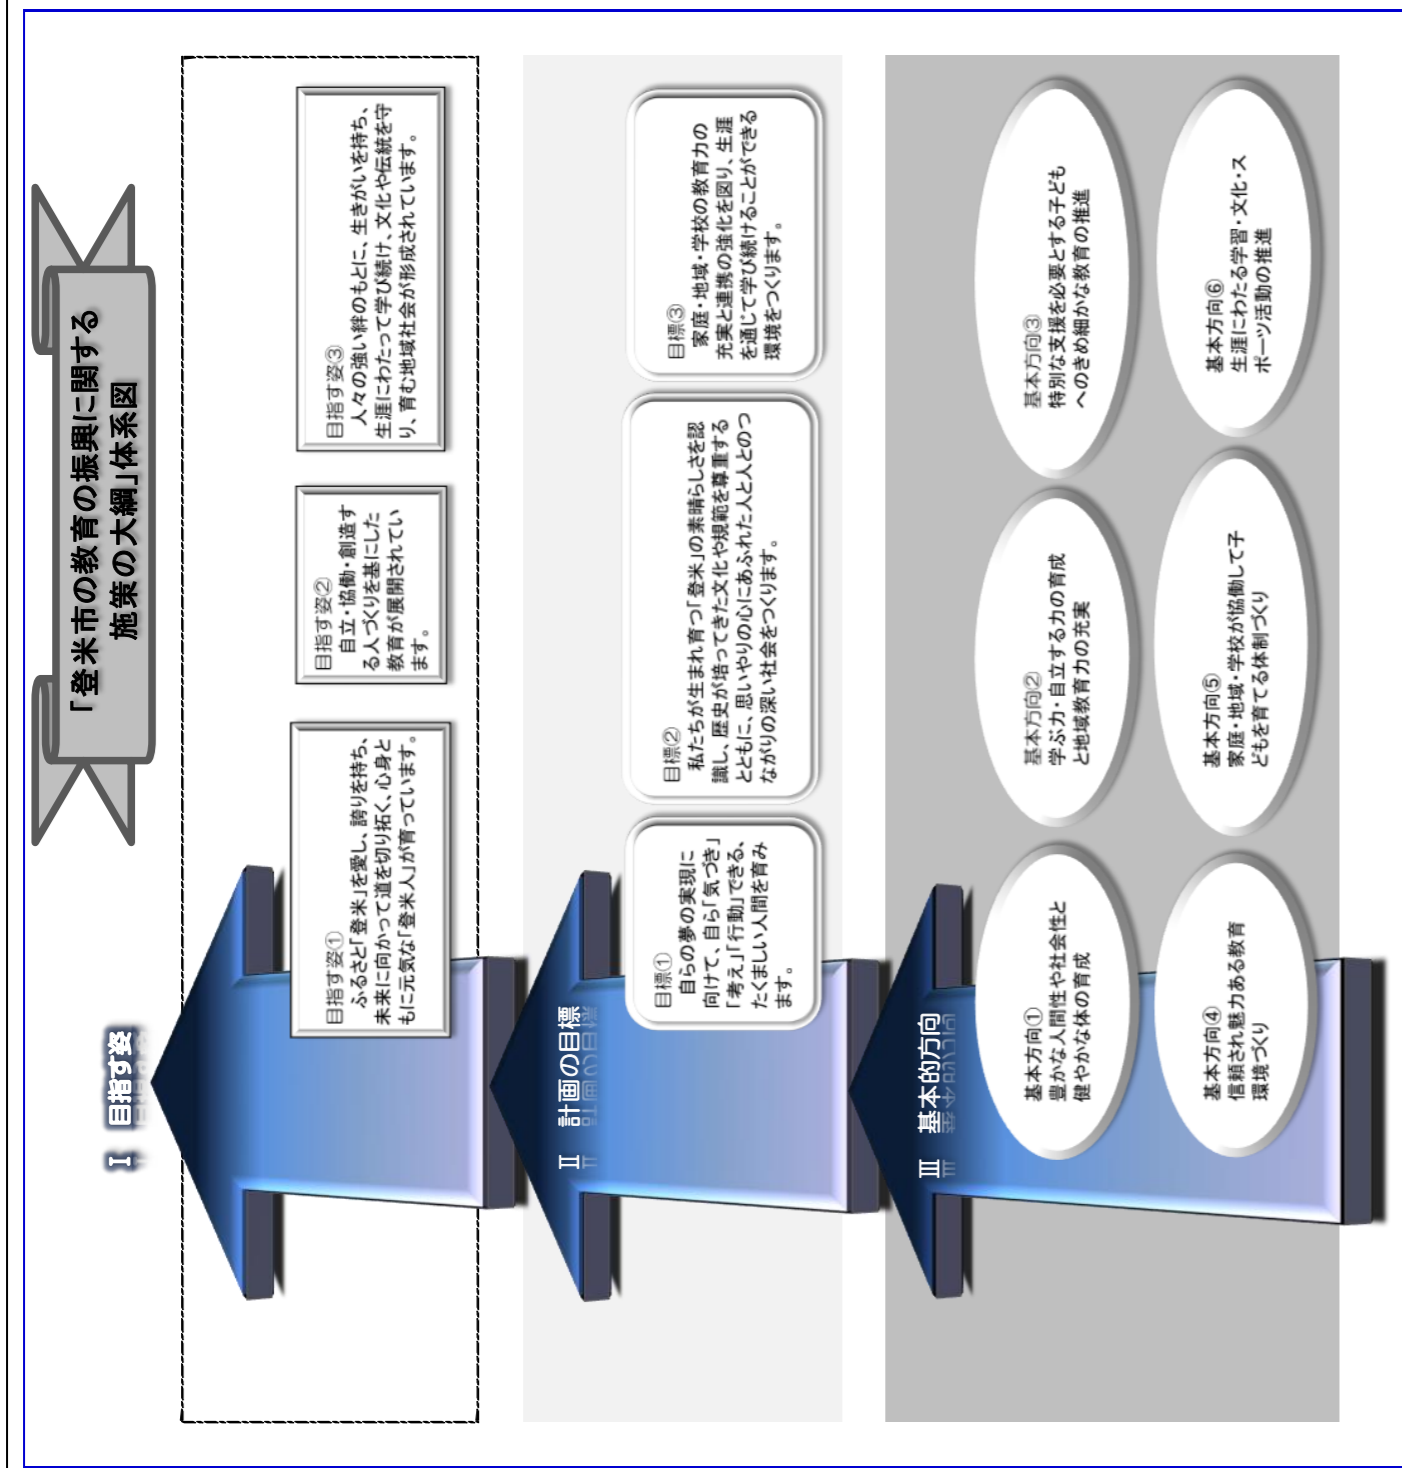 「登米市の教育の振興に関する
施策の大綱」体系図
Ⅰ 目指す姿
目指す姿①
ふるさと「登米」を愛し、誇りを持ち、
未来に向かって道を切り拓く、心身と
もに元気な「登米人」が育っています。
目指す姿②
自立・協働・創造す
る人づくりを基にした
教育が展開されてい
ます。
目指す姿③
人々の強い絆のもとに、生きがいを持ち、
生涯にわたって学び続け、文化や伝統を守
り、育む地域社会が形成されています。
Ⅱ 計画の目標
目標①
自らの夢の実現に
向けて、自ら「気づき」
「考え」「行動」できる、
たくましい人間を育み
ます。
目標②
私たちが生まれ育つ「登米」の素晴らしさを認
識し、歴史が培ってきた文化や規範を尊重する
とともに、思いやりの心にあふれた人と人とのつ
ながりの深い社会をつくります。
目標③
家庭・地域・学校の教育力の
充実と連携の強化を図り、生涯
を通じて学び続けることができる
環境をつくります。
Ⅲ 基本的方向
基本方向①
豊かな人間性や社会性と
健やかな体の育成
基本方向②
学ぶ力・自立する力の育成
と地域教育力の充実
基本方向③
特別な支援を必要とする子ども
へのきめ細かな教育の推進
基本方向④
信頼され魅力ある教育
環境づくり
基本方向⑤
家庭・地域・学校が協働して子
どもを育てる体制づくり
基本方向⑥
生涯にわたる学習・文化・ス
ポーツ活動の推進